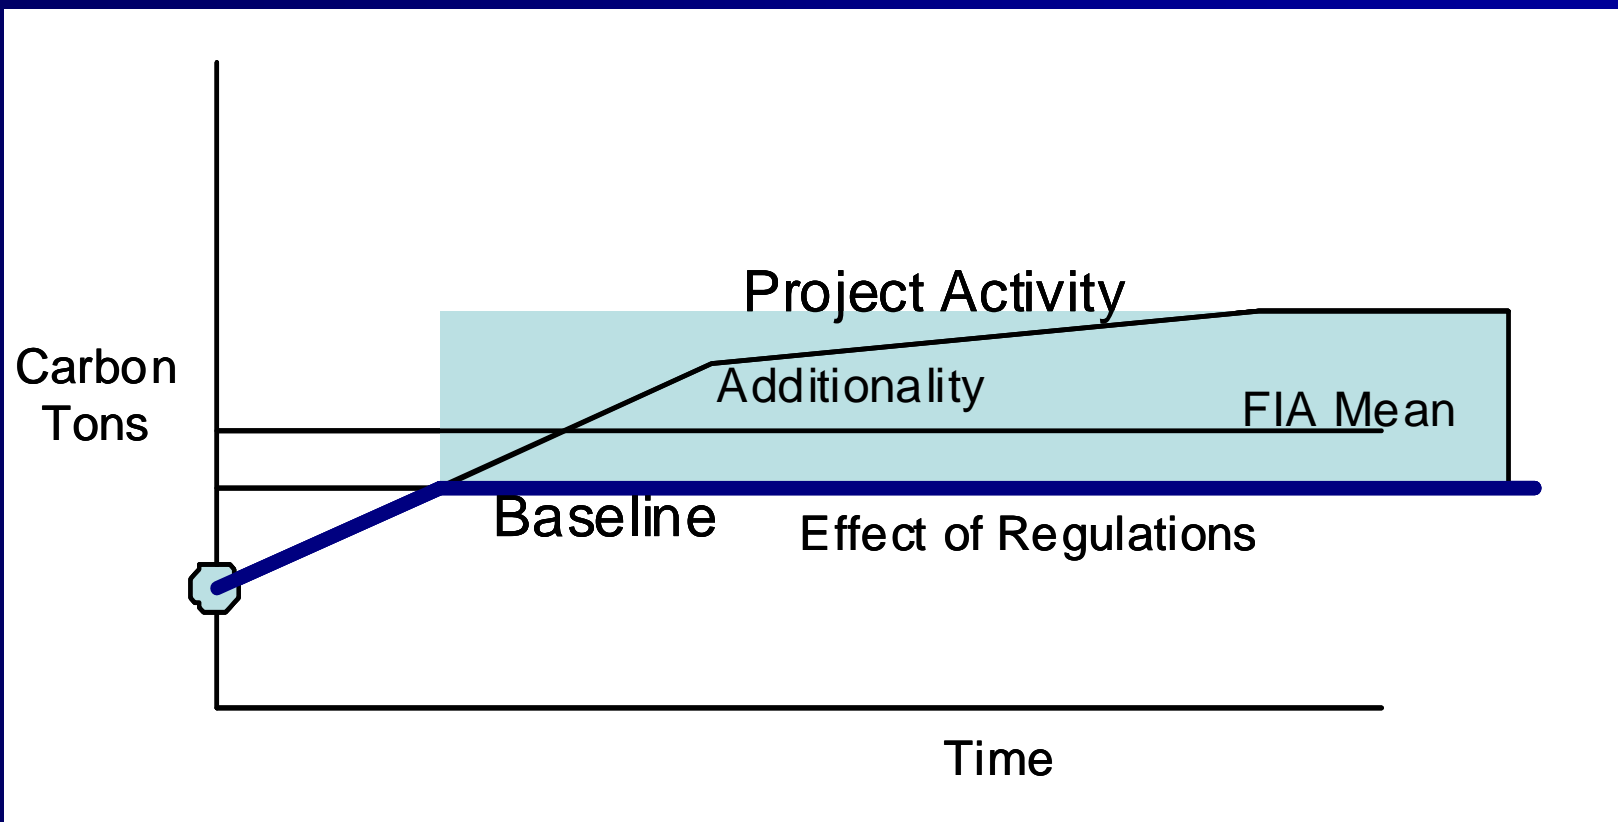 Project Activity
Carbon
Tons
Additionality
FIA Mean
Baseline
Effect of Regulations
Time